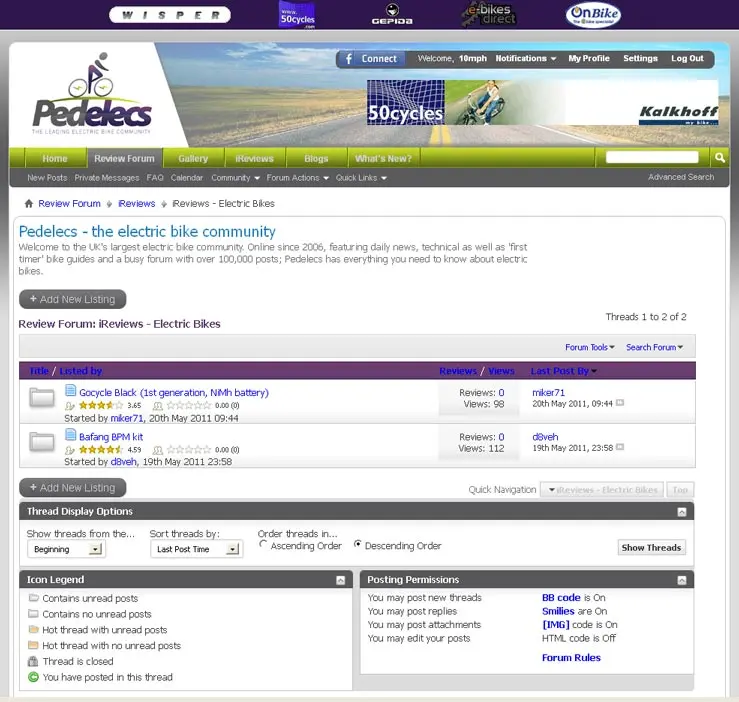 WISPER
www.
50cycles
.com
GEPIDA
e-bikes
direct
OnBike
The e-bike specialist
Connect
Welcome, 10mph Notifications My Profile Settings Log Out
Pedelecs
THE LEADING ELECTRIC BIKE COMMUNITY
50cycles
Kalkhoff
my bike...
Home Review Forum Gallery iReviews Blogs What's New?
New Posts Private Messages FAQ Calendar Community Forum Actions Quick Links Advanced Search
Review Forum iReviews iReviews - Electric Bikes
Pedelecs - the electric bike community
Welcome to the UK's largest electric bike community. Online since 2006, featuring daily news, technical as well as 'first
timer' bike guides and a busy forum with over 100,000 posts; Pedelecs has everything you need to know about electric
bikes.
+ Add New Listing
Threads 1 to 2 of 2
Review Forum: iReviews - Electric Bikes
Forum Tools Search Forum
Title / Listed by Reviews / Views Last Post By
Gocycle Black (1st generation, NiMh battery) Reviews: 0 miker71
3.65 0.00 (0) Views: 98 20th May 2011, 09:44
Started by miker71, 20th May 2011 09:44
Bafang BPM kit Reviews: 0 d8veh
4.59 0.00 (0) Views: 112 19th May 2011, 23:58
Started by d8veh, 19th May 2011 23:58
+ Add New Listing
Quick Navigation iReviews - Electric Bikes Top
Thread Display Options
Show threads from the... Sort threads by: Order threads in...
Beginning Last Post Time Ascending Order Descending Order Show Threads
Icon Legend
Contains unread posts
Contains no unread posts
Hot thread with unread posts
Hot thread with no unread posts
Thread is closed
You have posted in this thread
Posting Permissions
You may post new threads
You may post replies
You may post attachments
You may edit your posts
BB code is On
Smilies are On
[IMG] code is On
HTML code is Off
Forum Rules